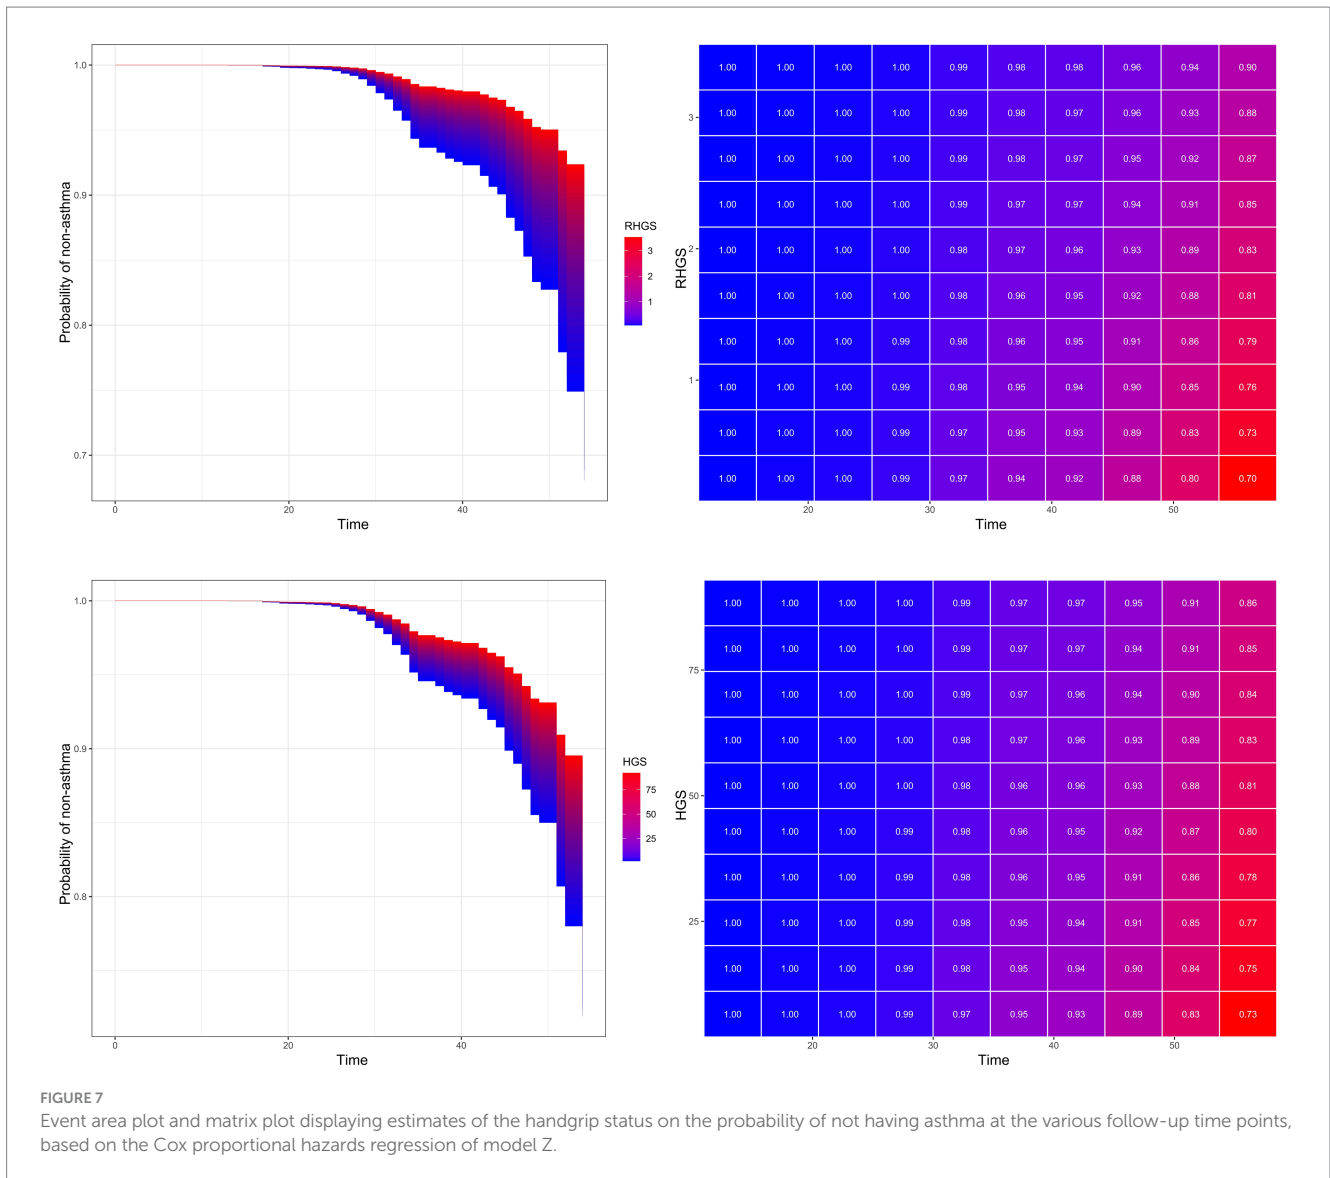 1.0
0.9
0.8
0.7
Probability of non-asthma
0
20
40
Time
RHGS
3
2
1
RHGS
3
2
1
1.00 1.00 1.00 1.00 0.99 0.98 0.98 0.96 0.94 0.90
1.00 1.00 1.00 1.00 0.99 0.98 0.97 0.96 0.93 0.88
1.00 1.00 1.00 1.00 0.99 0.98 0.97 0.95 0.92 0.87
1.00 1.00 1.00 1.00 0.99 0.97 0.97 0.94 0.91 0.85
1.00 1.00 1.00 1.00 0.98 0.97 0.96 0.93 0.89 0.83
1.00 1.00 1.00 1.00 0.98 0.96 0.95 0.92 0.88 0.81
1.00 1.00 1.00 0.99 0.98 0.96 0.95 0.91 0.86 0.79
1.00 1.00 1.00 0.99 0.98 0.95 0.94 0.90 0.85 0.76
1.00 1.00 1.00 0.99 0.97 0.95 0.93 0.89 0.83 0.73
1.00 1.00 1.00 0.99 0.97 0.94 0.92 0.88 0.80 0.70
20 30 40 50
Time
1.0
0.9
0.8
Probability of non-asthma
0
20
40
Time
HGS
75
50
25
HGS
75
50
25
1.00 1.00 1.00 1.00 0.99 0.97 0.97 0.95 0.91 0.86
1.00 1.00 1.00 1.00 0.99 0.97 0.97 0.94 0.91 0.85
1.00 1.00 1.00 1.00 0.99 0.97 0.96 0.94 0.90 0.84
1.00 1.00 1.00 1.00 0.98 0.97 0.96 0.93 0.89 0.83
1.00 1.00 1.00 1.00 0.98 0.96 0.96 0.93 0.88 0.81
1.00 1.00 1.00 0.99 0.98 0.96 0.95 0.92 0.87 0.80
1.00 1.00 1.00 0.99 0.98 0.96 0.95 0.91 0.86 0.78
1.00 1.00 1.00 0.99 0.98 0.95 0.94 0.91 0.85 0.77
1.00 1.00 1.00 0.99 0.98 0.95 0.94 0.90 0.84 0.75
1.00 1.00 1.00 0.99 0.97 0.95 0.93 0.89 0.83 0.73
20 30 40 50
Time
FIGURE 7
Event area plot and matrix plot displaying estimates of the handgrip status on the probability of not having asthma at the various follow-up time points,
based on the Cox proportional hazards regression of model Z.